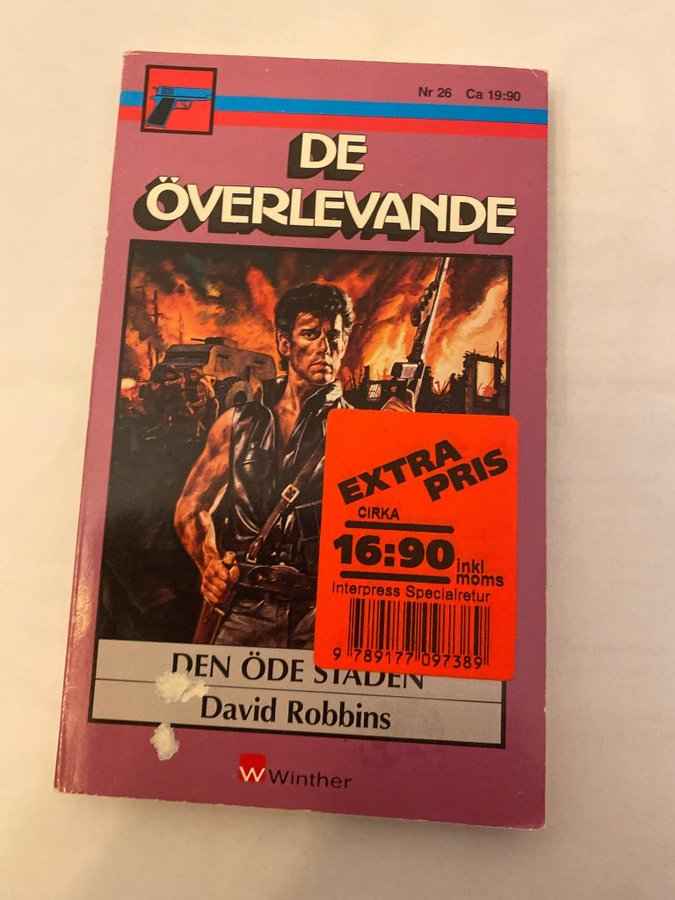 Nr 26 Ca 19:90
DE
ÖVERLEVANDE
EXTRA
PRIS
CIRKA
16:90 inkl
moms
Interpress Specialretur
9 789177 097389
DEN ÖDE STADEN
David Robbins
W Winther